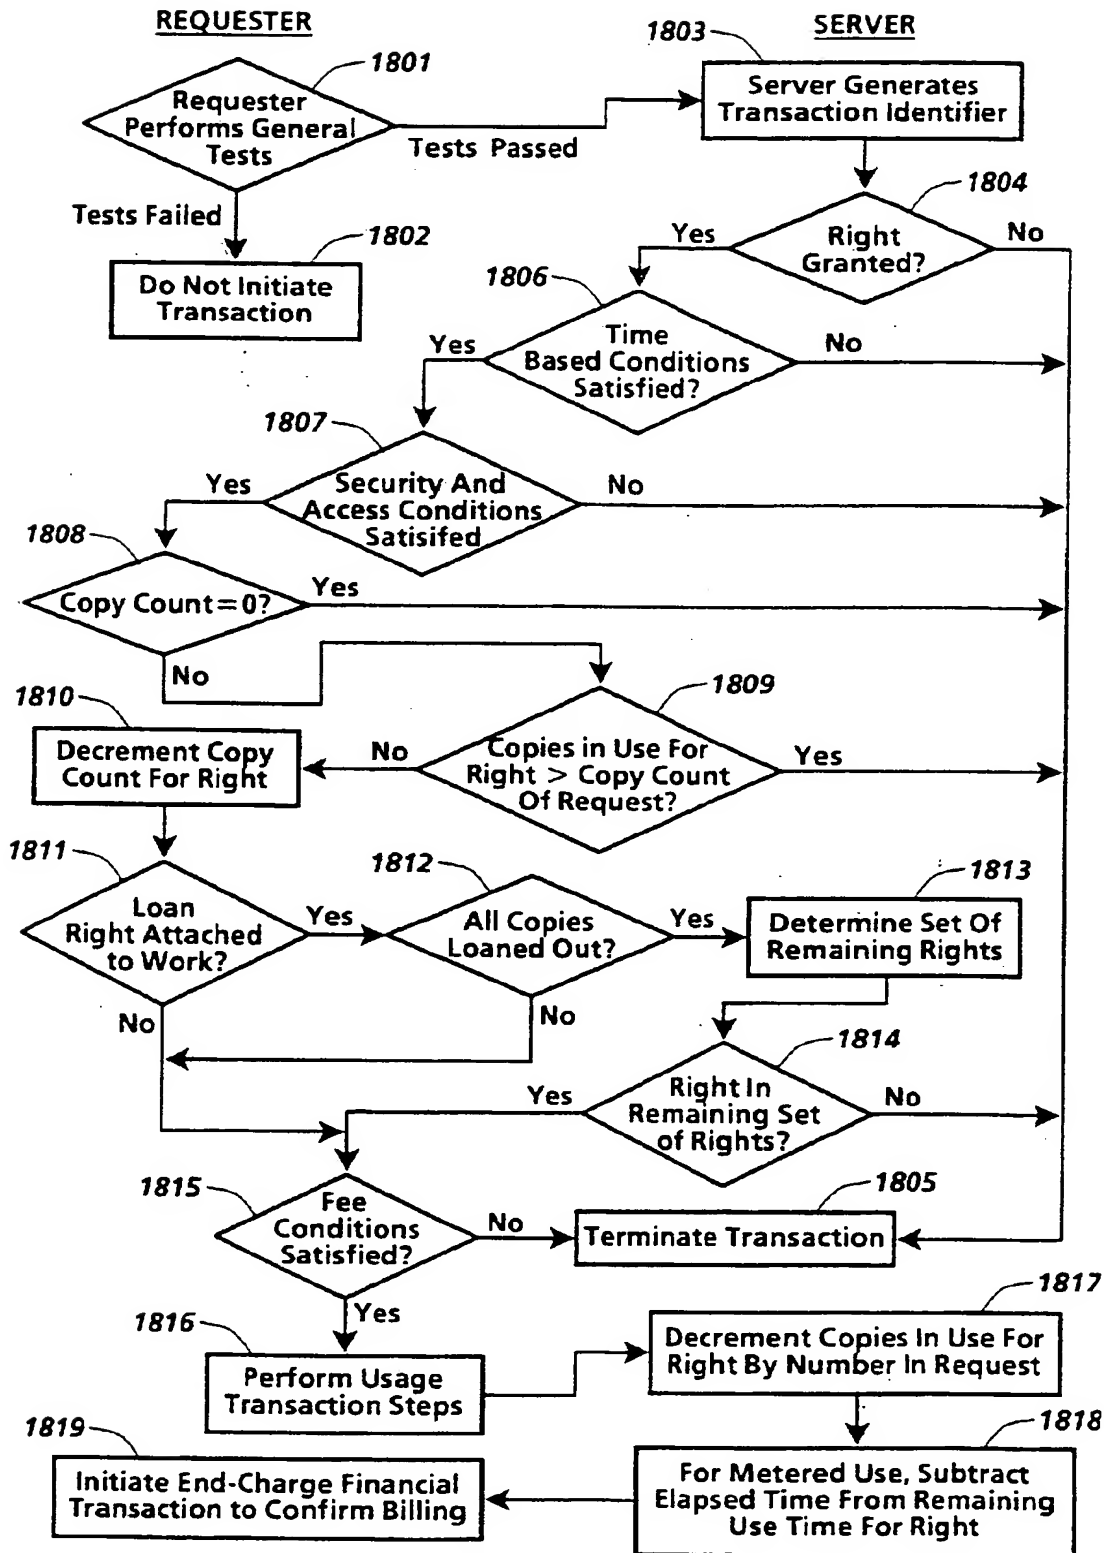 REQUESTER
SERVER
1801
Requester
Performs General
Tests
Tests Passed
1803
Server Generates
Transaction Identifier
Tests Failed
1802
Do Not Initiate
Transaction
1804
Right
Granted?
Yes
No
1806
Time
Based Conditions
Satisfied?
Yes
No
1807
Security And
Access Conditions
Satisifed
Yes
No
1808
Copy Count=0?
Yes
No
1809
Copies in Use For
Right > Copy Count
Of Request?
No
Yes
1810
Decrement Copy
Count For Right
1811
Loan
Right Attached
to Work?
Yes
No
1812
All Copies
Loaned Out?
Yes
No
1813
Determine Set Of
Remaining Rights
1814
Right In
Remaining Set
of Rights?
Yes
No
1815
Fee
Conditions
Satisfied?
No
Yes
1805
Terminate Transaction
1816
Perform Usage
Transaction Steps
1817
Decrement Copies In Use For
Right By Number In Request
1818
For Metered Use, Subtract
Elapsed Time From Remaining
Use Time For Right
1819
Initiate End-Charge Financial
Transaction to Confirm Billing